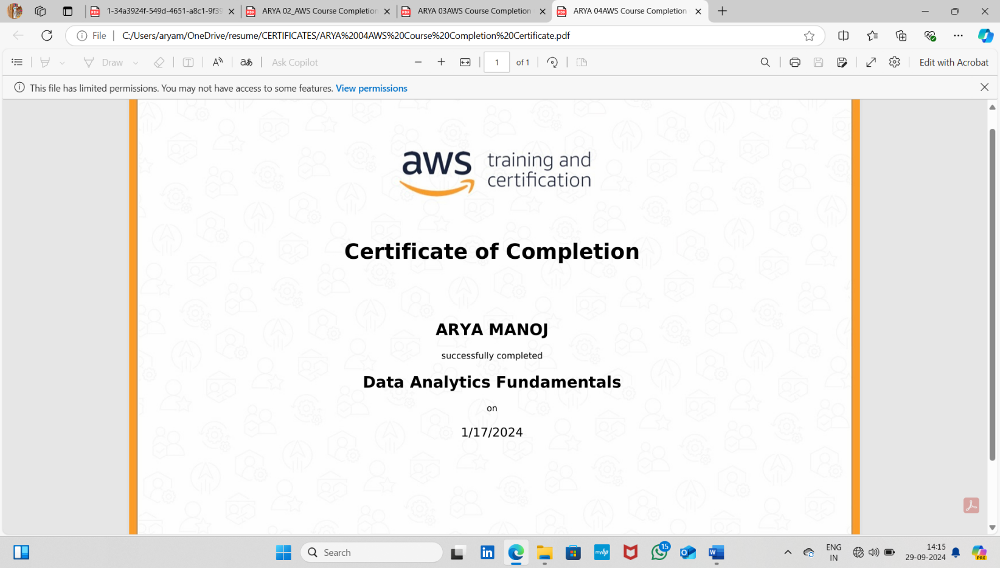 1-34a3924f-549d-4651-a8c1-9f39
ARYA 02_AWS Course Completion
ARYA 03AWS Course Completion
ARYA 04AWS Course Completion
File
C:/Users/aryam/OneDrive/resume/CERTIFICATES/ARYA%2004AWS%20Course%20Completion%20Certificate.pdf
Draw
Ask Copilot
1 of 1
Edit with Acrobat
This file has limited permissions. You may not have access to some features. View permissions
aws training and
certification
Certificate of Completion
ARYA MANOJ
successfully completed
Data Analytics Fundamentals
on
1/17/2024
Search
15
ENG
IN
14:15
29-09-2024